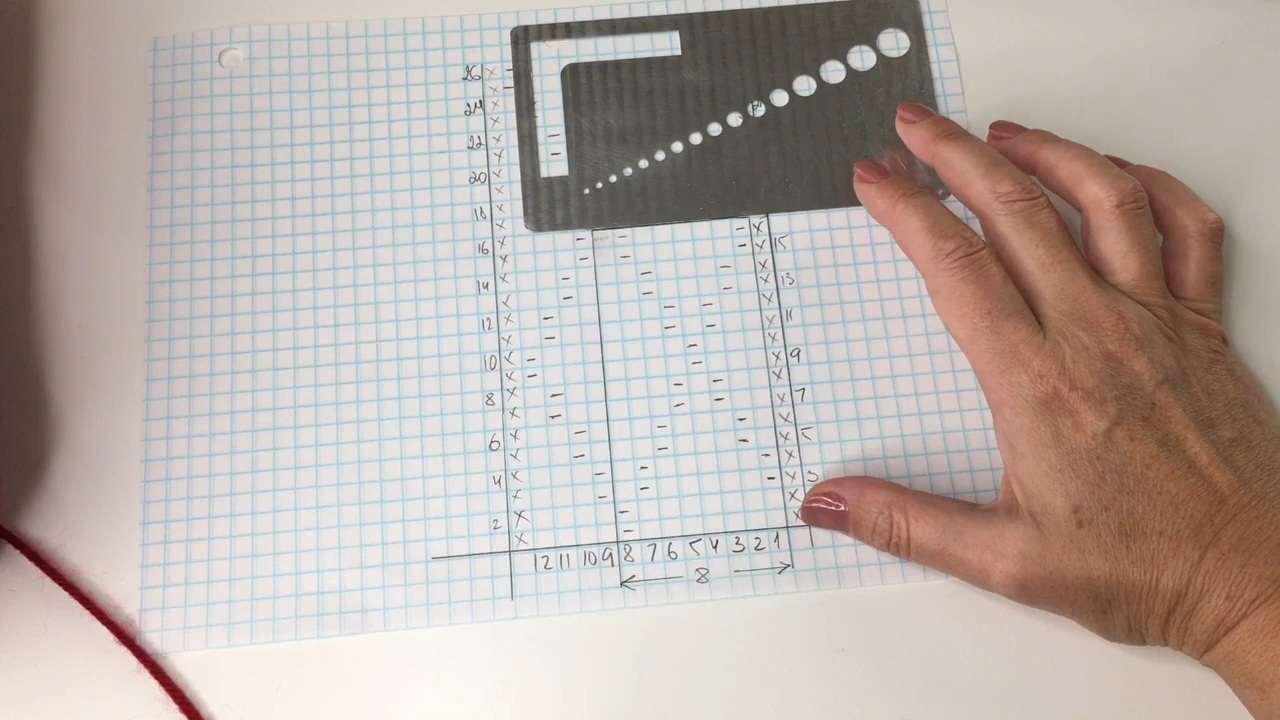 26 x -
x -
24 x
x
22 x -
x -
20 x
x
18 x
x - - - x
16 x - - - x 15
x - - x
14 x - - - x 13
x - - - x
12 x - - - x 11
x - - - x
10 x - - x 9
x - - - x
8 x - - - x 7
x - - - x
6 x - - - x 5
x - - - x
4 x - - - x 3
x - - x
2 x - x
x -
12 11 10 9 8 7 6 5 4 3 2 1 1
8